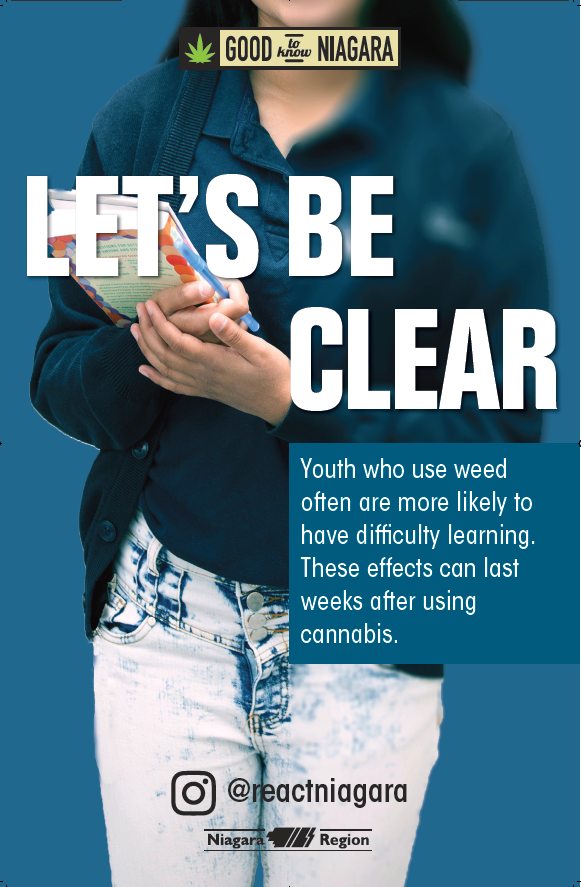 GOOD to know NIAGARA
LET'S BE
CLEAR
Youth who use weed
often are more likely to
have difficulty learning.
These effects can last
weeks after using
cannabis.
@reactniagara
Niagara Region